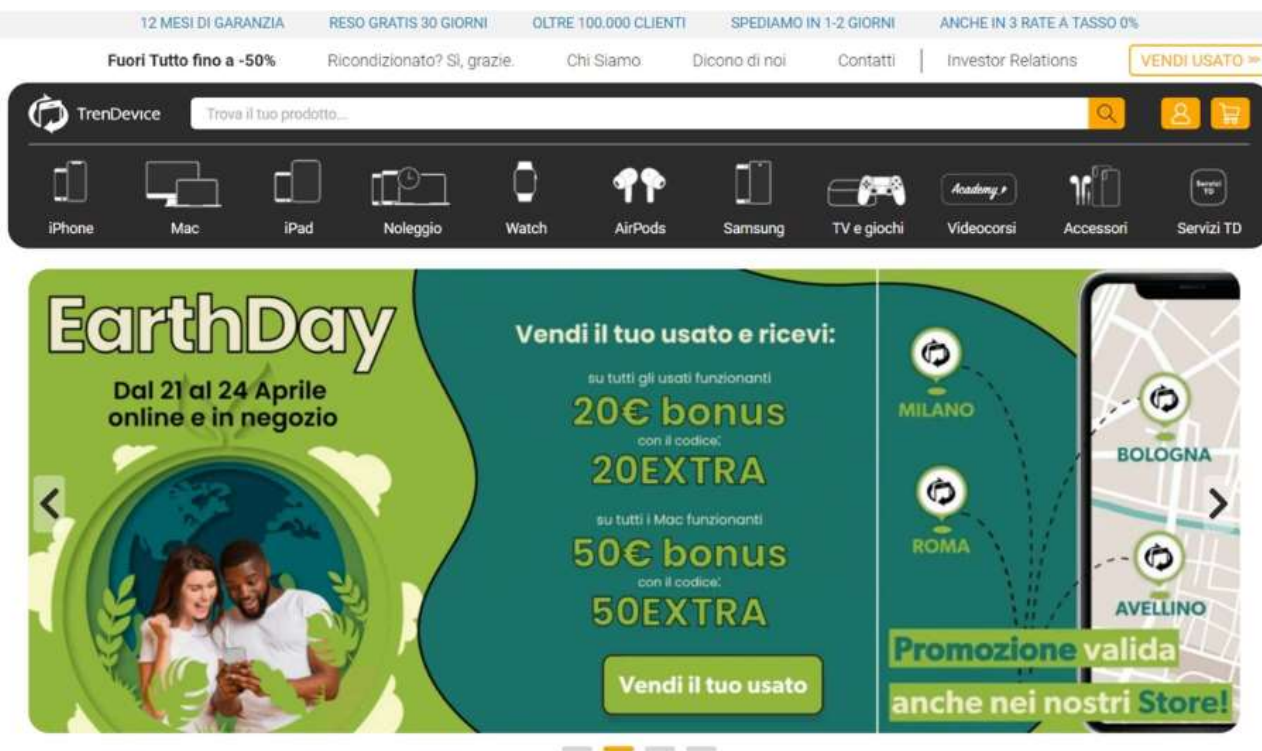 12 MESI DI GARANZIA RESO GRATIS 30 GIORNI OLTRE 100.000 CLIENTI SPEDIAMO IN 1-2 GIORNI ANCHE IN 3 RATE A TASSO 0%
Fuori Tutto fino a -50% Ricondizionato? Sì, grazie. Chi Siamo Dicono di noi Contatti Investor Relations VENDI USATO
TrenDevice Trova il tuo prodotto...
Academy Servizi TD
iPhone Mac iPad Noleggio Watch AirPods Samsung TV e giochi Videocorsi Accessori Servizi TD
EarthDay
Dal 21 al 24 Aprile
online e in negozio
Vendi il tuo usato e ricevi:
su tutti gli usati funzionanti
20€ bonus
con il codice:
20EXTRA
su tutti i Mac funzionanti
50€ bonus
con il codice:
50EXTRA
Vendi il tuo usato
MILANO
BOLOGNA
ROMA
AVELLINO
Promozione valida
anche nei nostri Store!